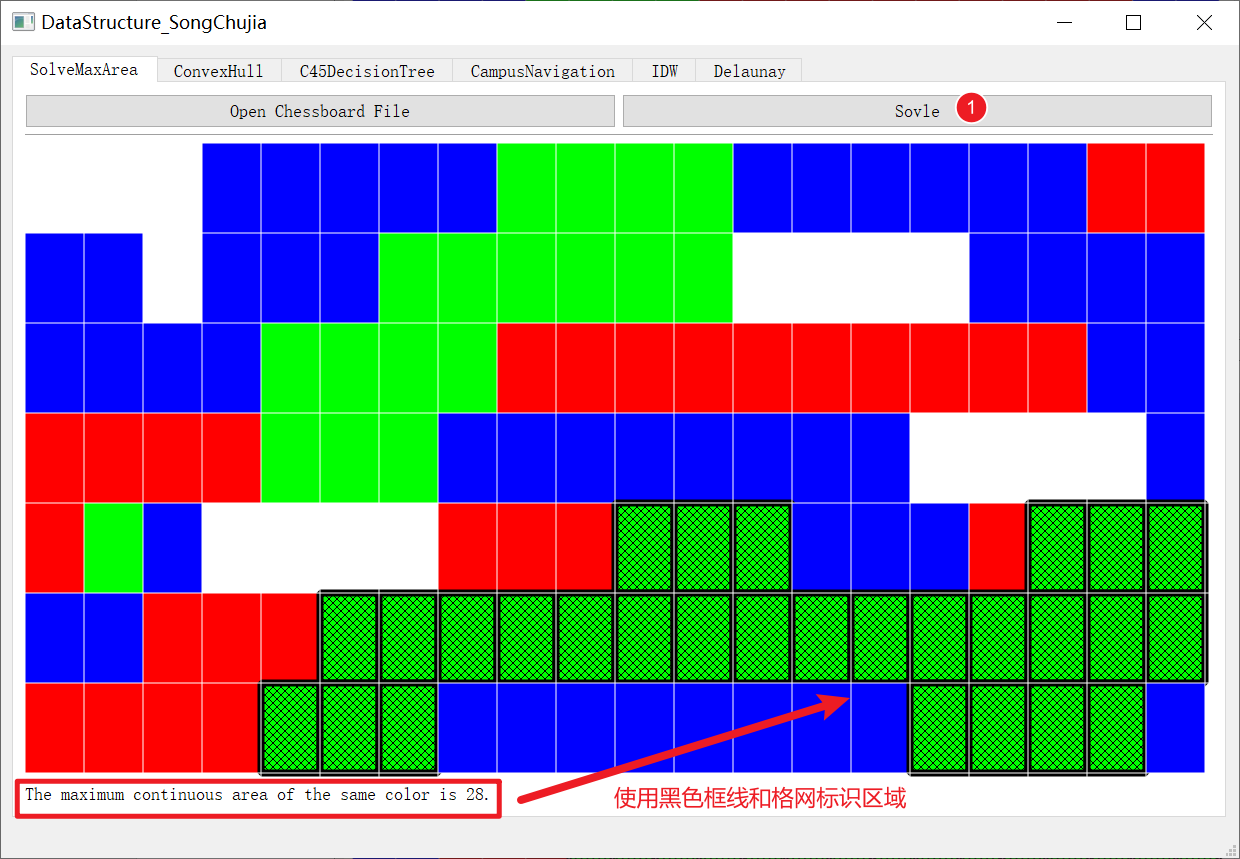 DataStructure_SongChujia
SolveMaxArea ConvexHull C45DecisionTree CampusNavigation IDW Delaunay
Open Chessboard File Sovle 1
The maximum continuous area of the same color is 28.
使用黑色框线和格网标识区域